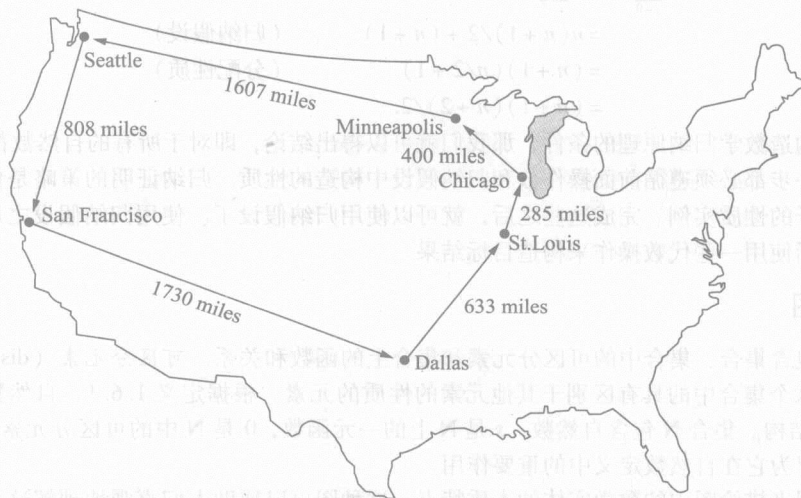 Seattle
1607 miles
808 miles
Minneapolis
400 miles
Chicago
San Francisco
285 miles
St.Louis
1730 miles
633 miles
Dallas